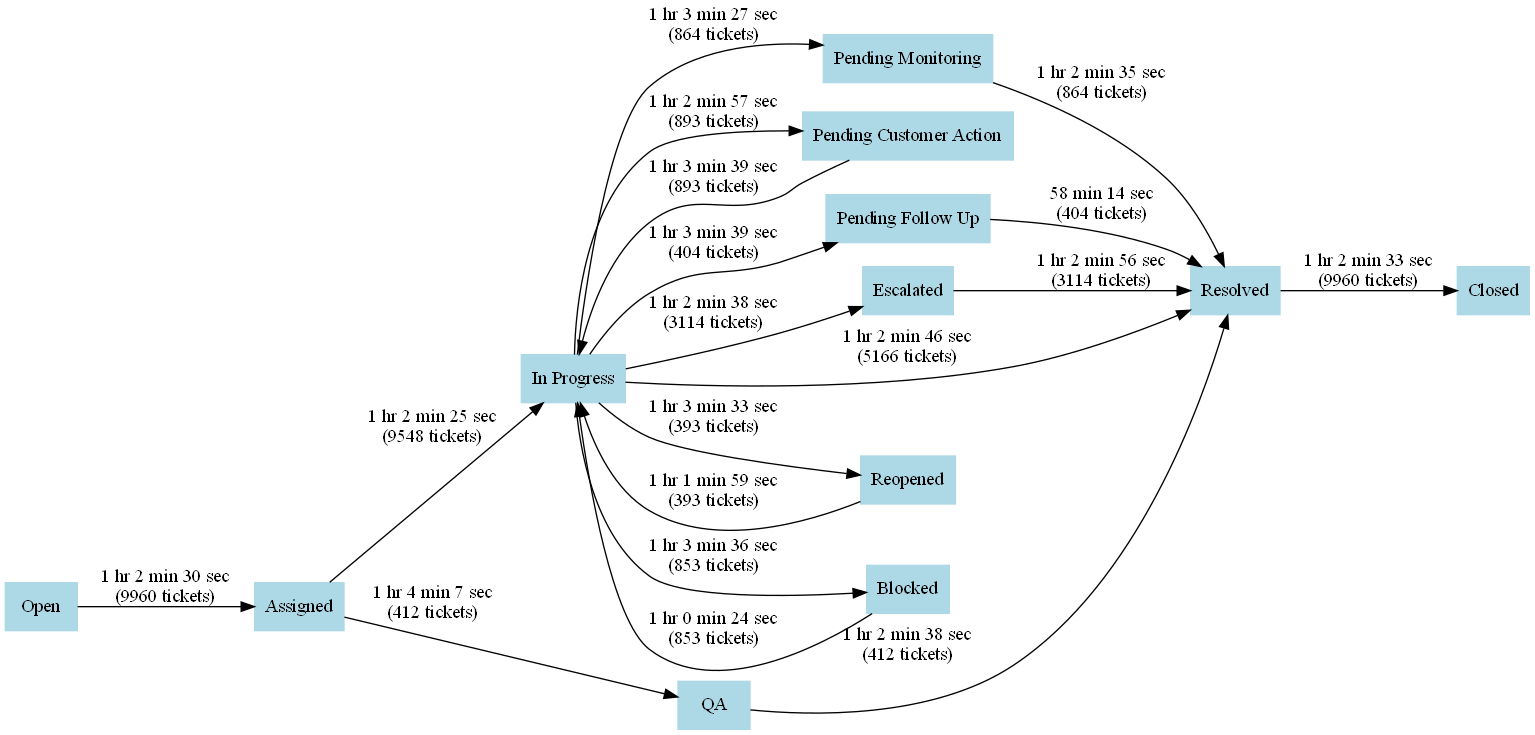 1 hr 3 min 27 sec
(864 tickets)
Pending Monitoring
1 hr 2 min 35 sec
(864 tickets)
1 hr 2 min 57 sec
(893 tickets)
Pending Customer Action
1 hr 3 min 39 sec
(893 tickets)
Pending Follow Up
58 min 14 sec
(404 tickets)
1 hr 3 min 39 sec
(404 tickets)
Escalated
1 hr 2 min 56 sec
(3114 tickets)
Resolved
1 hr 2 min 33 sec
(9960 tickets)
Closed
1 hr 2 min 38 sec
(3114 tickets)
1 hr 2 min 46 sec
(5166 tickets)
In Progress
1 hr 2 min 25 sec
(9548 tickets)
1 hr 3 min 33 sec
(393 tickets)
Reopened
1 hr 1 min 59 sec
(393 tickets)
1 hr 3 min 36 sec
(853 tickets)
Blocked
Open
1 hr 2 min 30 sec
(9960 tickets)
Assigned
1 hr 4 min 7 sec
(412 tickets)
1 hr 0 min 24 sec
(853 tickets)
1 hr 2 min 38 sec
(412 tickets)
QA